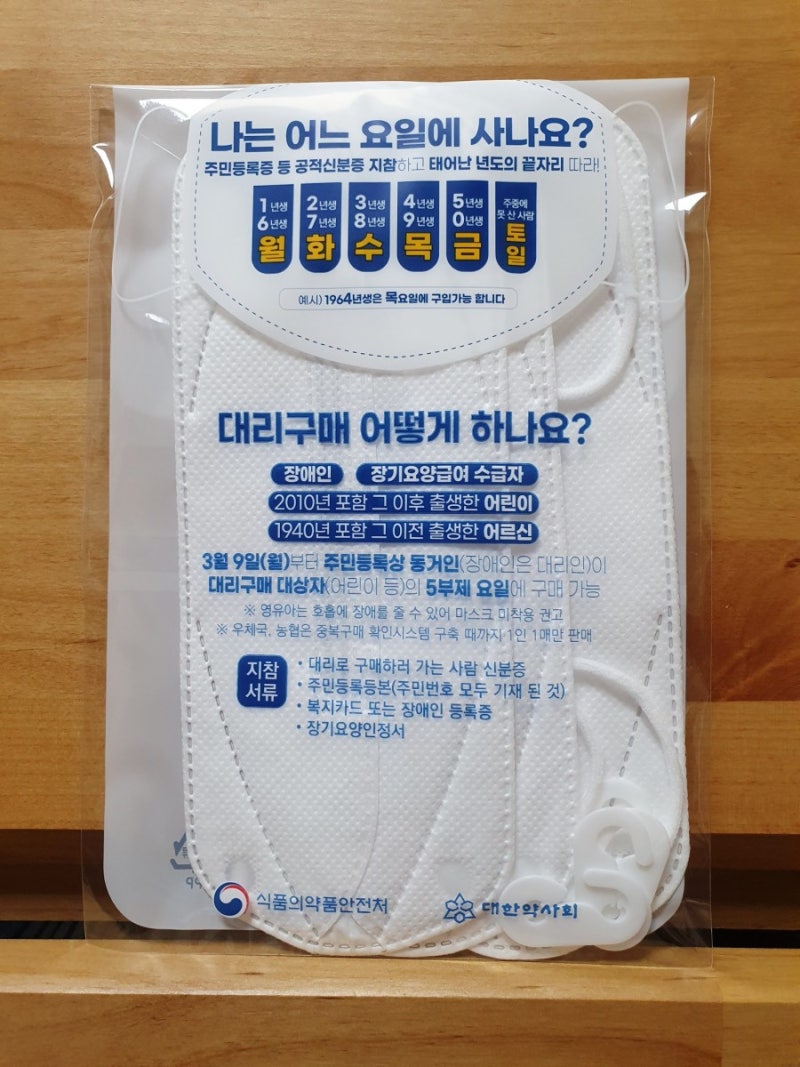 나는 어느 요일에 사나요?
주민등록증 등 공적신분증 지참하고 태어난 년도의 끝자리 따라!
1년생 2년생 3년생 4년생 5년생 주중에
6년생 7년생 8년생 9년생 0년생 못 산 사람
월 화 수 목 금 토
일
예시) 1964년생은 목요일에 구입가능 합니다
대리구매 어떻게 하나요?
장애인 장기요양급여 수급자
2010년 포함 그 이후 출생한 어린이
1940년 포함 그 이전 출생한 어르신
3월 9일(월)부터 주민등록상 동거인(장애인은 대리인)이
대리구매 대상자(어린이 등)의 5부제 요일에 구매 가능
※ 영유아는 호흡에 장애를 줄 수 있어 마스크 미착용 권고
※ 우체국, 농협은 중복구매 확인시스템 구축 때까지 1인 1매만 판매
지참
서류
• 대리로 구매하러 가는 사람 신분증
• 주민등록등본(주민번호 모두 기재 된 것)
• 복지카드 또는 장애인 등록증
• 장기요양인정서
식품의약품안전처 대한약사회